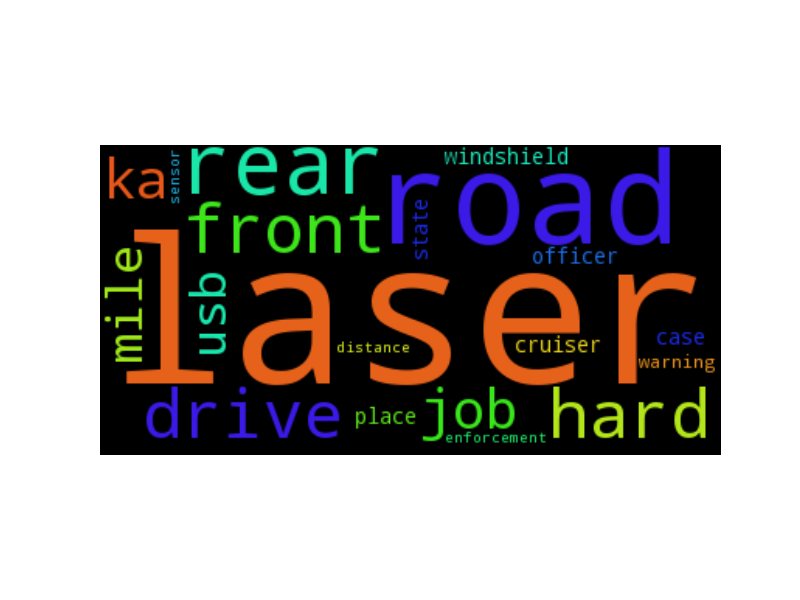 ka
sensor
rear
windshield
road
front
state
officer
mile
usb
laser
distance
cruiser
case
warning
drive
place
job
hard
enforcement